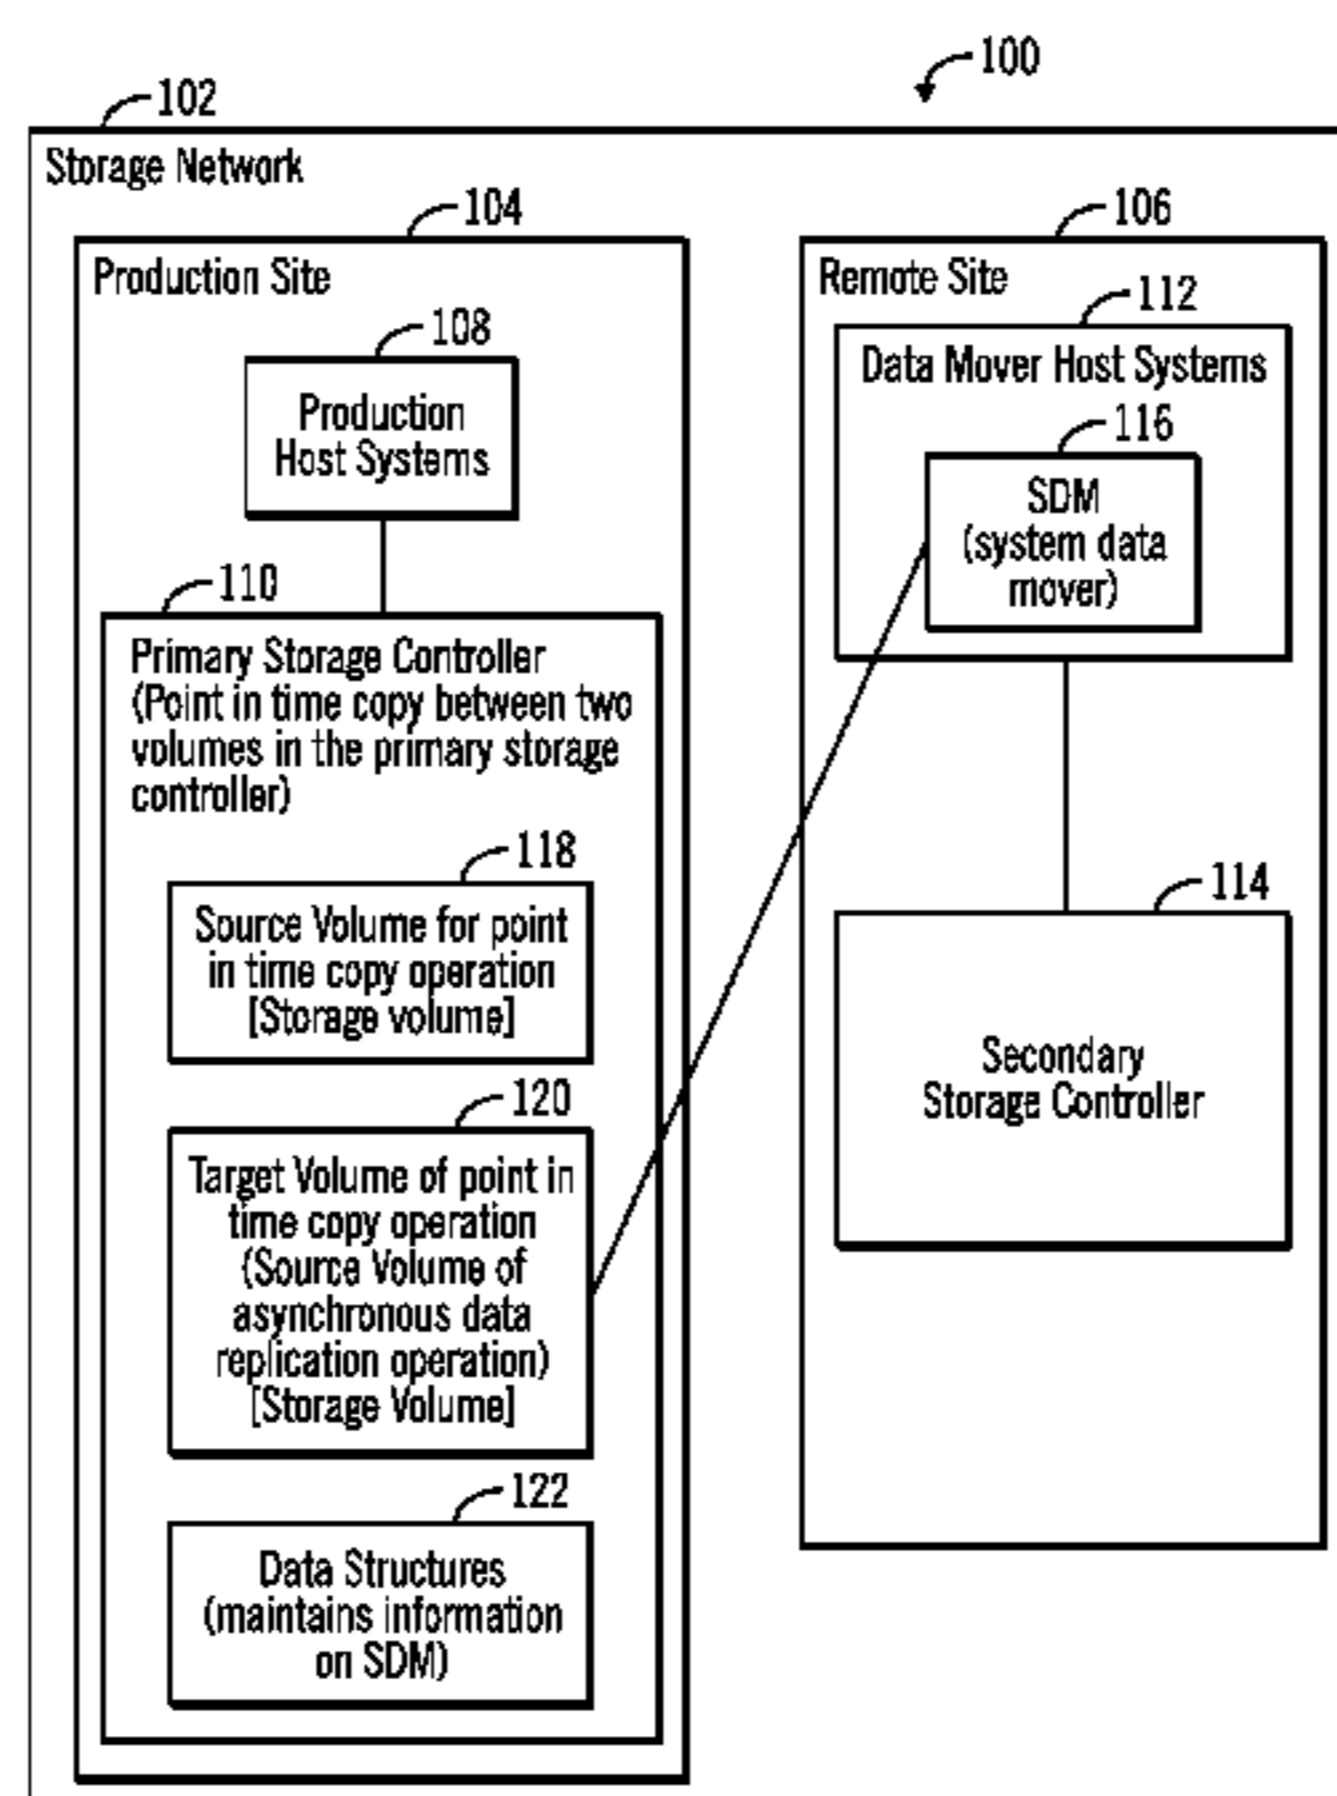 100
102
Storage Network
104
Production Site
108
Production
Host Systems
110
Primary Storage Controller
(Point in time copy between two
volumes in the primary storage
controller)
118
Source Volume for point
in time copy operation
[Storage volume]
120
Target Volume of point in
time copy operation
(Source Volume of
asynchronous data
replication operation)
[Storage Volume]
122
Data Structures
(maintains information
on SDM)
106
Remote Site
112
Data Mover Host Systems
116
SDM
(system data
mover)
114
Secondary
Storage Controller